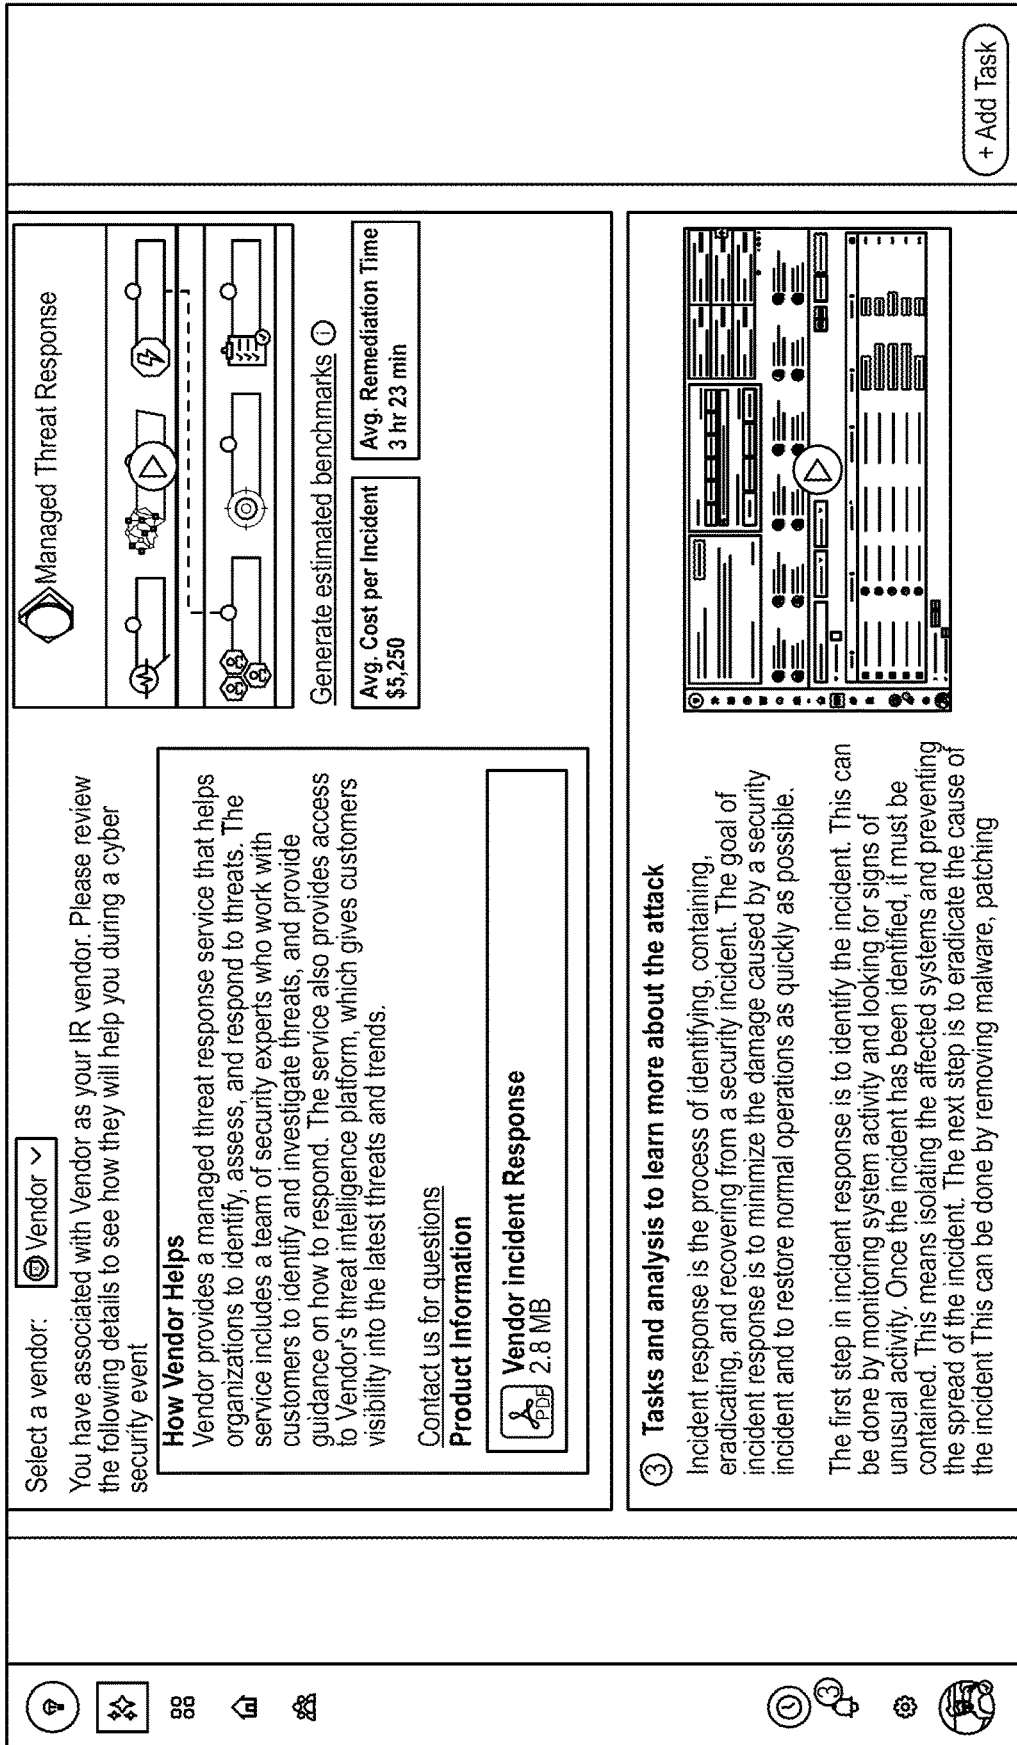 Select a vendor:
Vendor
You have associated with Vendor as your IR vendor. Please review
the following details to see how they will help you during a cyber
security event
How Vendor Helps
Vendor provides a managed threat response service that helps
organizations to identify, assess, and respond to threats. The
service includes a team of security experts who work with
customers to identify and investigate threats, and provide
guidance on how to respond. The service also provides access
to Vendor's threat intelligence platform, which gives customers
visibility into the latest threats and trends.
Contact us for questions
Product Information
PDF
Vendor incident Response
2.8 MB
Managed Threat Response
Generate estimated benchmarks i
Avg. Cost per Incident
$5,250
Avg. Remediation Time
3 hr 23 min
3 Tasks and analysis to learn more about the attack
Incident response is the process of identifying, containing,
eradicating, and recovering from a security incident. The goal of
incident response is to minimize the damage caused by a security
incident and to restore normal operations as quickly as possible.
The first step in incident response is to identify the incident. This can
be done by monitoring system activity and looking for signs of
unusual activity. Once the incident has been identified, it must be
contained. This means isolating the affected systems and preventing
the spread of the incident. The next step is to eradicate the cause of
the incident This can be done by removing malware, patching
3
+ Add Task